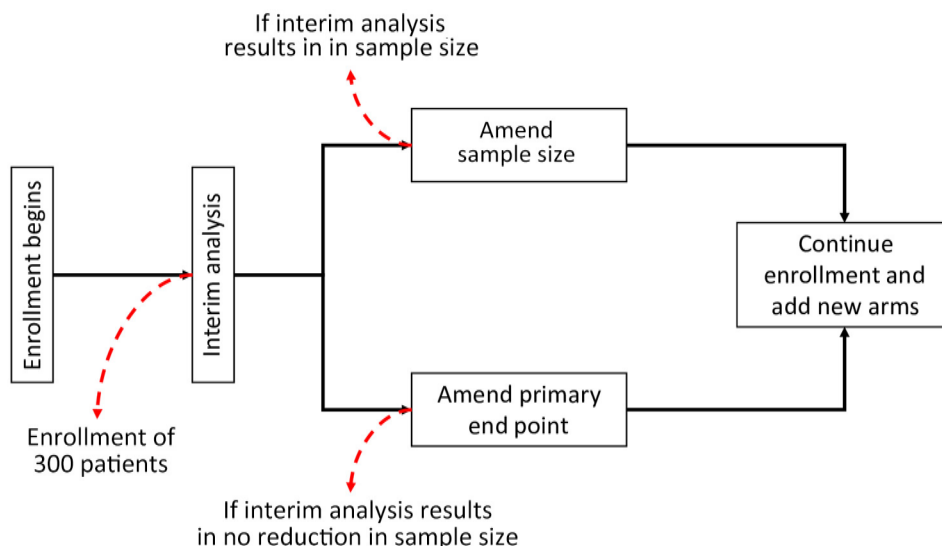 If interim analysis
results in in sample size
Amend
sample size
Enrollment begins
Interim analysis
Continue
enrollment and
add new arms
Amend primary
end point
Enrollment of
300 patients
If interim analysis results
in no reduction in sample size